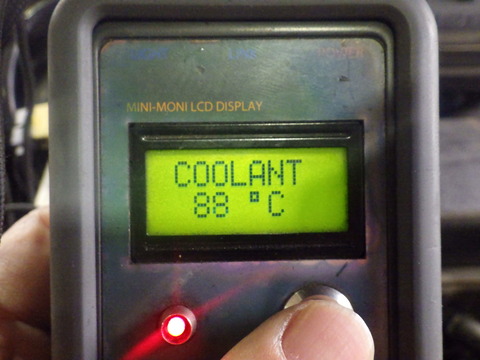 MINI-MONI LCD DISPLAY
COOLANT
88 °C